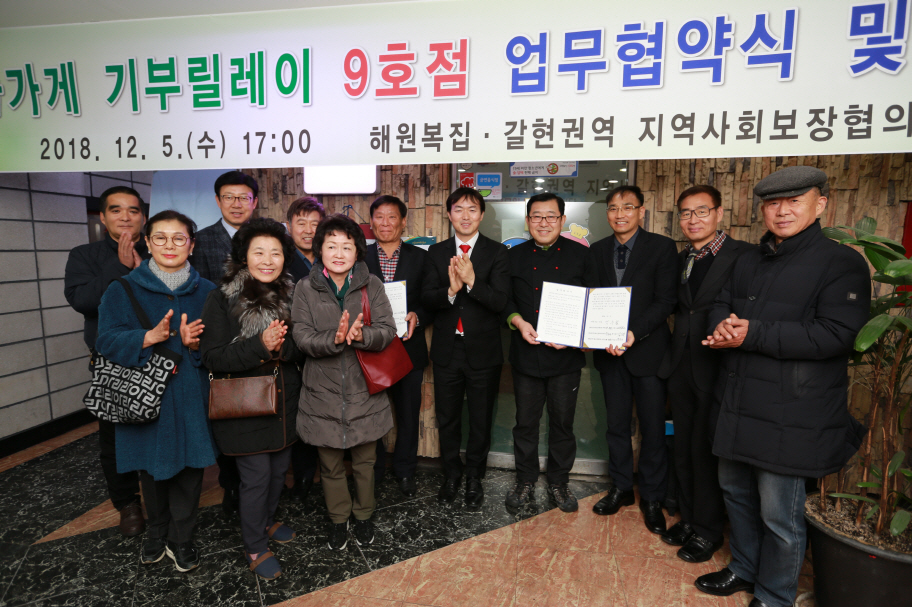 가게 기부릴레이 9호점 업무협약식 및
2018. 12. 5.(수) 17:00 해원복집 · 갈현권역 지역사회보장협의